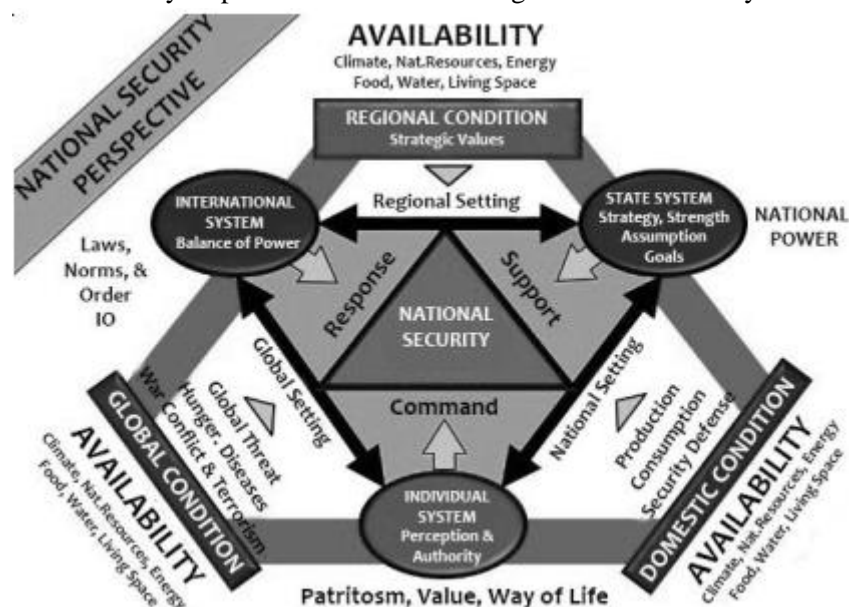 NATIONAL SECURITY
PERSPECTIVE
AVAILABILITY
Climate, Nat.Resources, Energy
Food, Water, Living Space
REGIONAL CONDITION
Strategic Values
INTERNATIONAL
SYSTEM
Balance of Power
Regional Setting
STATE SYSTEM
Strategy, Strength
Assumption
Goals
NATIONAL
POWER
Laws,
Norms, &
Order
IO
Response
Support
NATIONAL
SECURITY
Global Setting
National Setting
Command
Global Threat
Hunger. Diseases
War Conflict & Terrorism
GLOBAL CONDITION
AVAILABILITY
Climate, Nat.Resources, Energy
Food, Water, Living Space
Production
Consumption
Security Defense
DOMESTIC CONDITION
AVAILABILITY
Climate, Nat.Resources, Energy
Food, Water, Living Space
INDIVIDUAL
SYSTEM
Perception &
Authority
Patritosm, Value, Way of Life